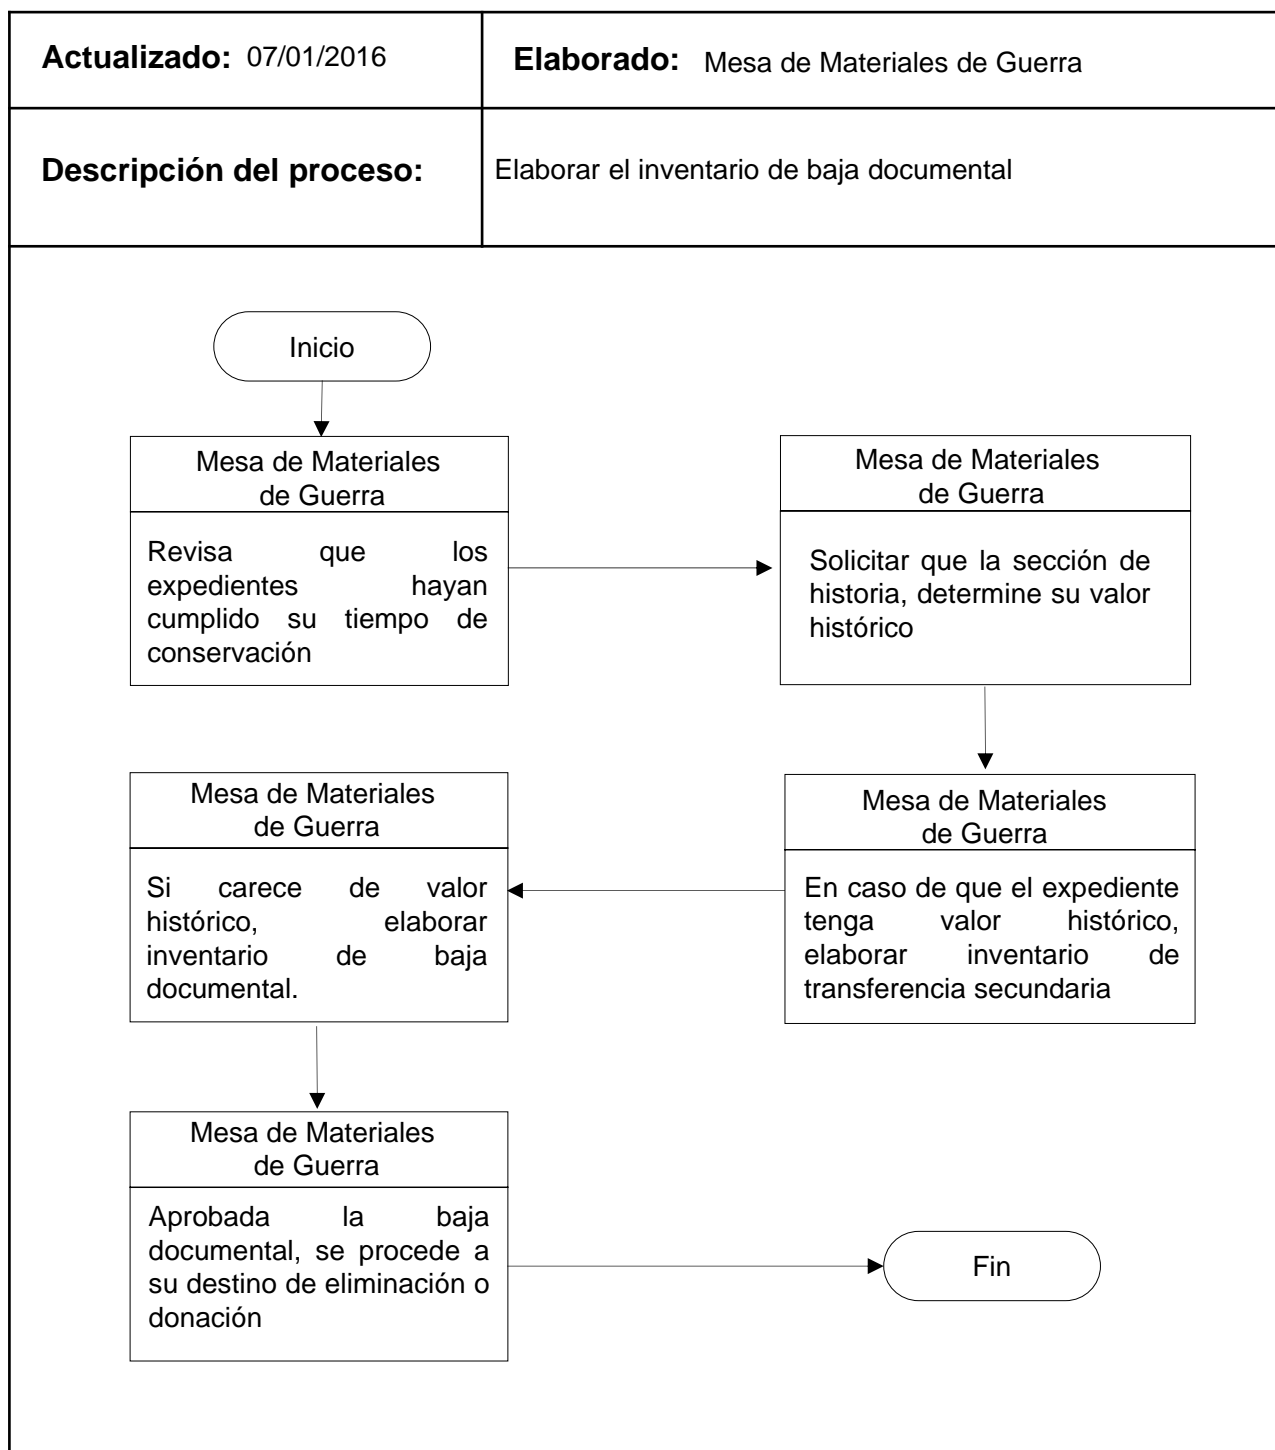 Actualizado: 07/01/2016
Elaborado: Mesa de Materiales de Guerra
Descripción del proceso:
Elaborar el inventario de baja documental
Inicio
Mesa de Materiales
de Guerra
Revisa que los
expedientes hayan
cumplido su tiempo de
conservación
Mesa de Materiales
de Guerra
Solicitar que la sección de
historia, determine su valor
histórico
Mesa de Materiales
de Guerra
En caso de que el expediente
tenga valor histórico,
elaborar inventario de
transferencia secundaria
Mesa de Materiales
de Guerra
Si carece de valor
histórico, elaborar
inventario de baja
documental.
Mesa de Materiales
de Guerra
Aprobada la baja
documental, se procede a
su destino de eliminación o
donación
Fin